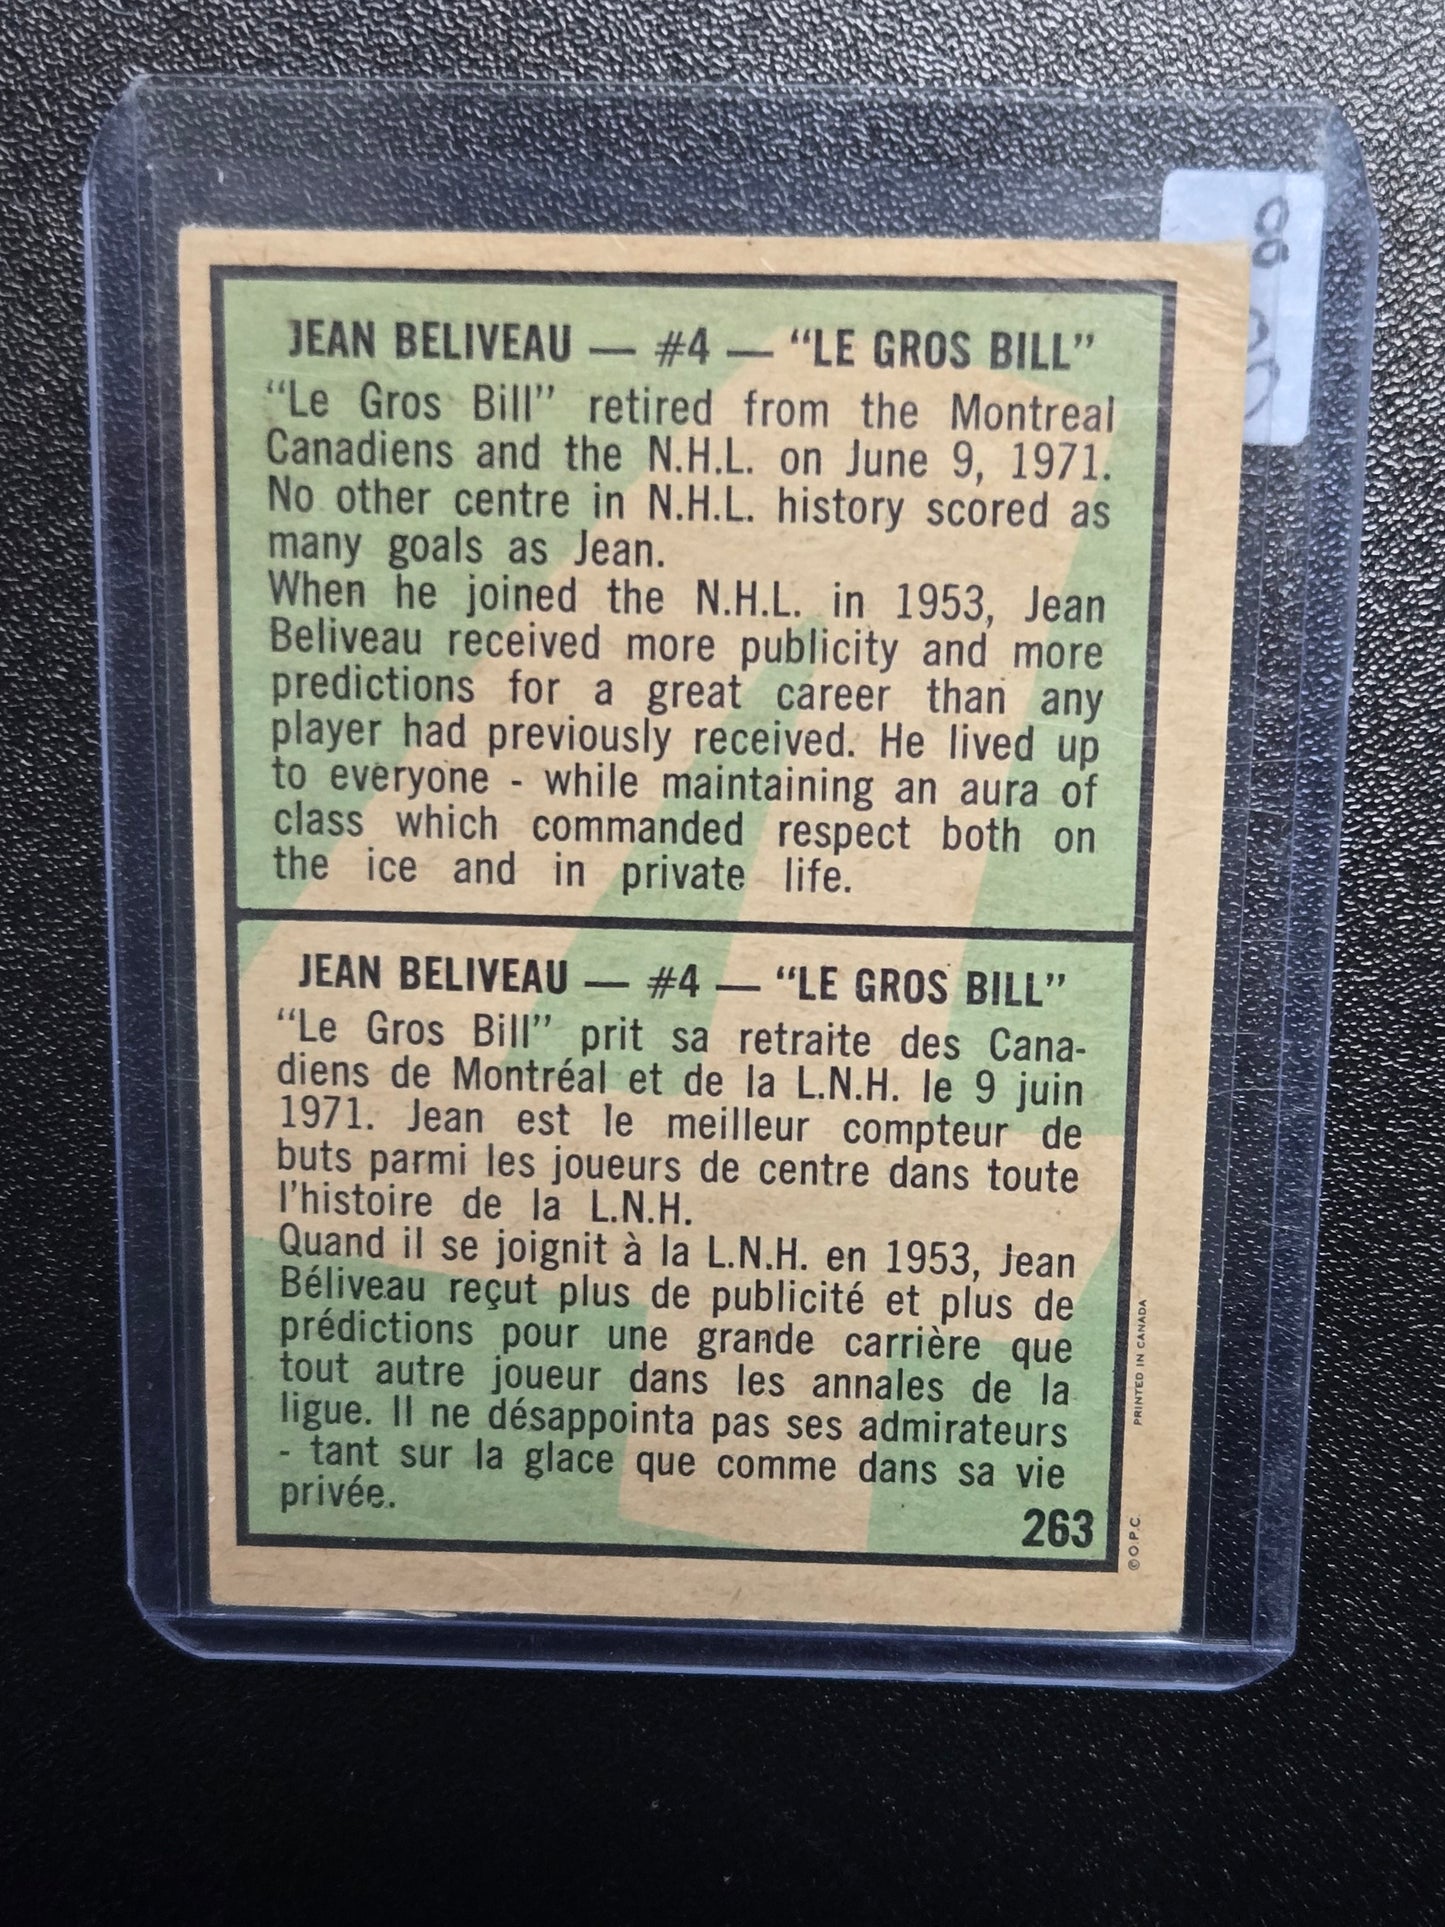 JEAN BELIVEAU — #4 — “LE GROS BILL”
“Le Gros Bill” retired from the Montreal
Canadiens and the N.H.L. on June 9, 1971.
No other centre in N.H.L. history scored as
many goals as Jean.
When he joined the N.H.L. in 1953, Jean
Beliveau received more publicity and more
predictions for a great career than any
player had previously received. He lived up
to everyone - while maintaining an aura of
class which commanded respect both on
the ice and in private life.
JEAN BELIVEAU — #4 — “LE GROS BILL”
“Le Gros Bill” prit sa retraite des Cana-
diens de Montréal et de la L.N.H. le 9 juin
1971. Jean est le meilleur compteur de
buts parmi les joueurs de centre dans toute
l'histoire de la L.N.H.
Quand il se joignit à la L.N.H. en 1953, Jean
Béliveau reçut plus de publicité et plus de
prédictions pour une grande carrière que
tout autre joueur dans les annales de la
ligue. Il ne désappointa pas ses admirateurs
- tant sur la glace que comme dans sa vie
privée.
263
© O.P.C.
PRINTED IN CANADA